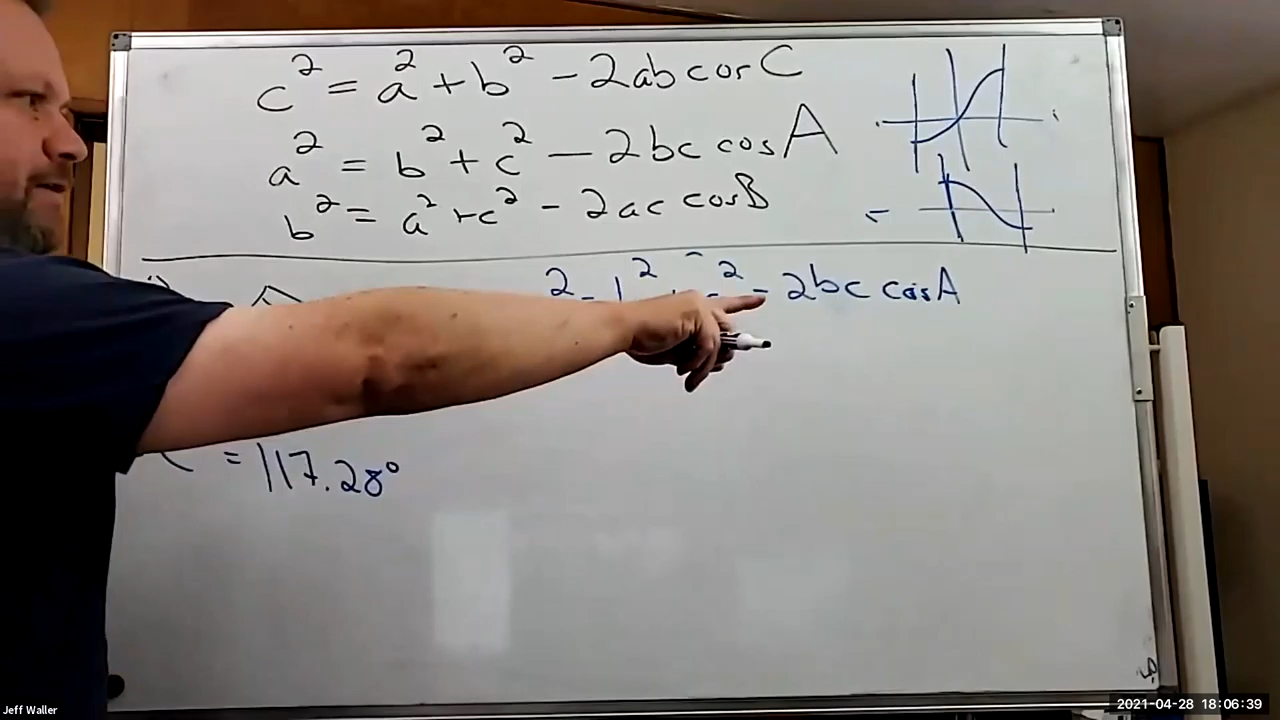 c² = a² + b² - 2ab cos C
a² = b² + c² - 2bc cos A
b² = a² + c² - 2ac cos B
² - 2bc cos A
= 117.28°
Jeff Waller
2021-04-28 18:06:39